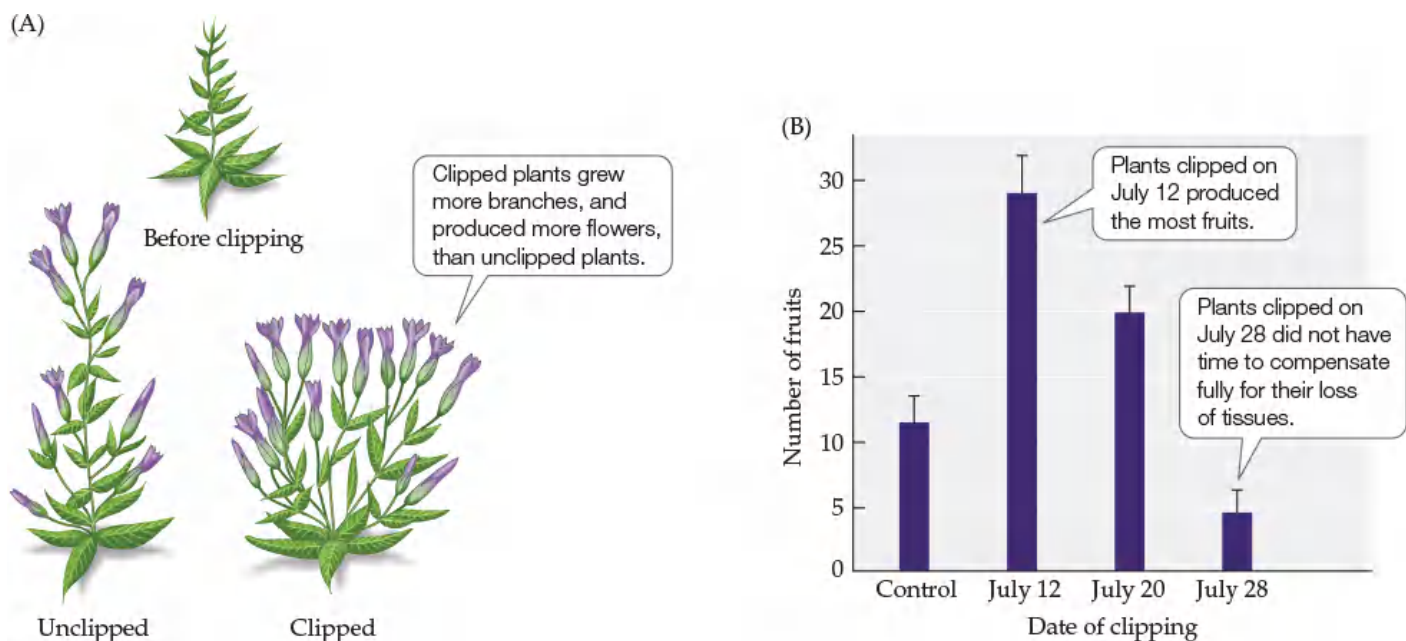 (A)
Before clipping
Clipped plants grew
more branches, and
produced more flowers,
than unclipped plants.
Unclipped
Clipped
(B)
Number of fruits
30
25
20
15
10
5
0
Plants clipped on
July 12 produced
the most fruits.
Plants clipped on
July 28 did not have
time to compensate
fully for their loss
of tissues.
Control July 12 July 20 July 28
Date of clipping